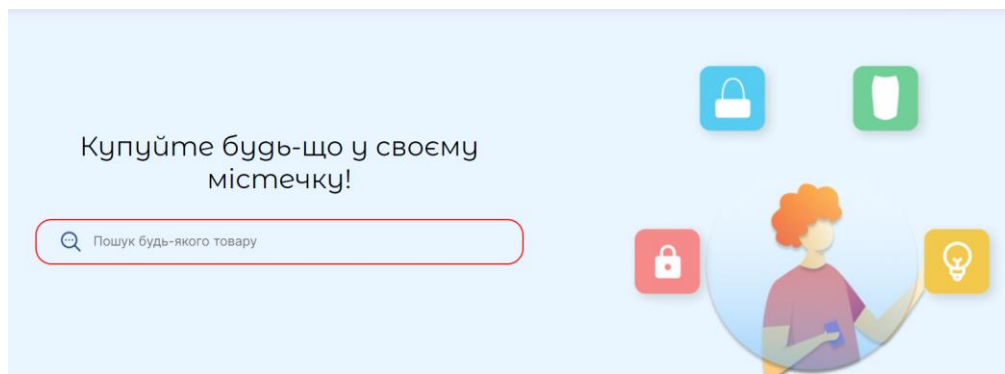 Купуйте будь-що у своєму
містечку!
Пошук будь-якого товару